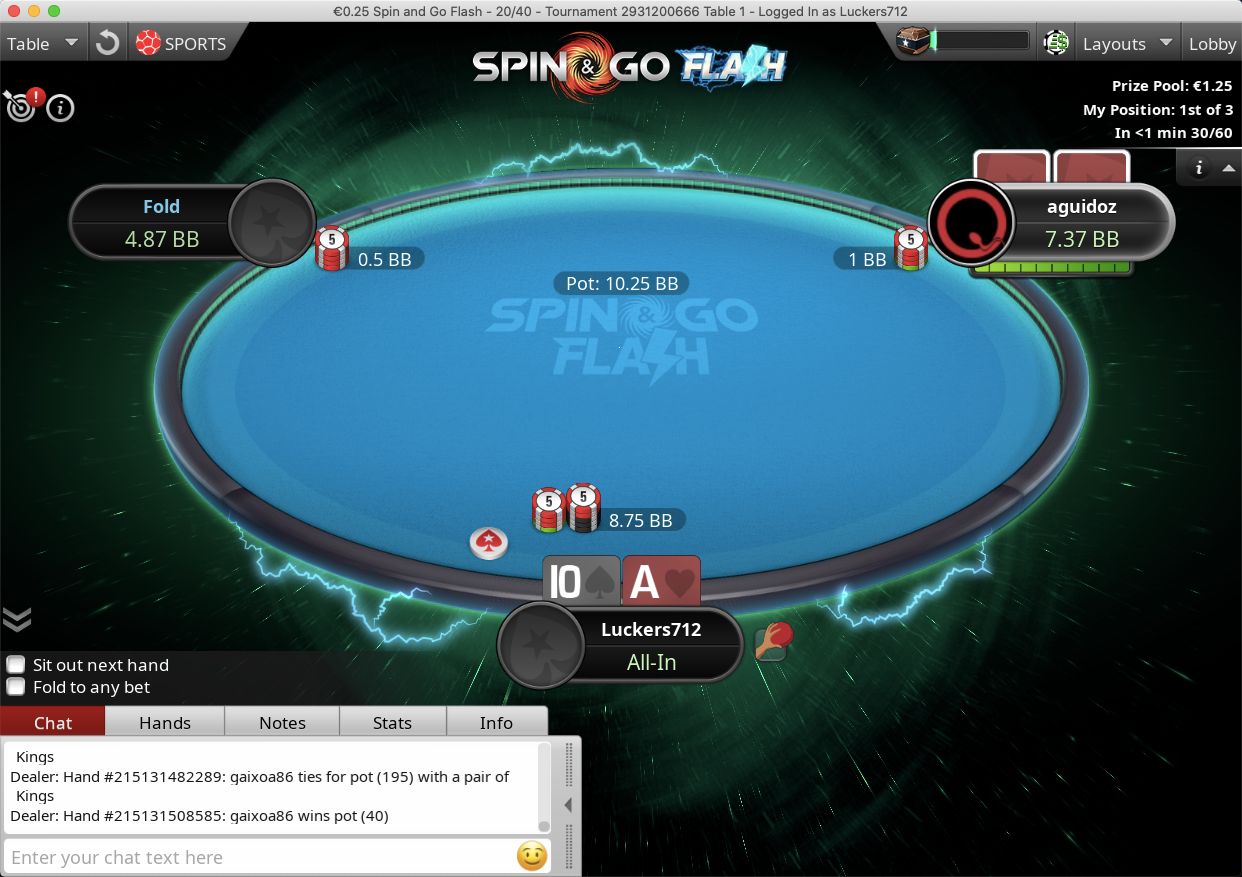 €0.25 Spin and Go Flash - 20/40 - Tournament 2931200666 Table 1 - Logged In as Luckers712
Table
SPORTS
SPIN & GO FLASH
Layouts
Lobby
Prize Pool: €1.25
My Position: 1st of 3
In <1 min 30/60
Fold
4.87 BB
aguidoz
7.37 BB
5
0.5 BB
1 BB
5
Pot: 10.25 BB
SPIN & GO
FLASH
5
5
8.75 BB
10
A
Luckers712
All-In
Sit out next hand
Fold to any bet
Chat
Hands
Notes
Stats
Info
Kings
Dealer: Hand #215131482289: gaixoa86 ties for pot (195) with a pair of
Kings
Dealer: Hand #215131508585: gaixoa86 wins pot (40)
Enter your chat text here